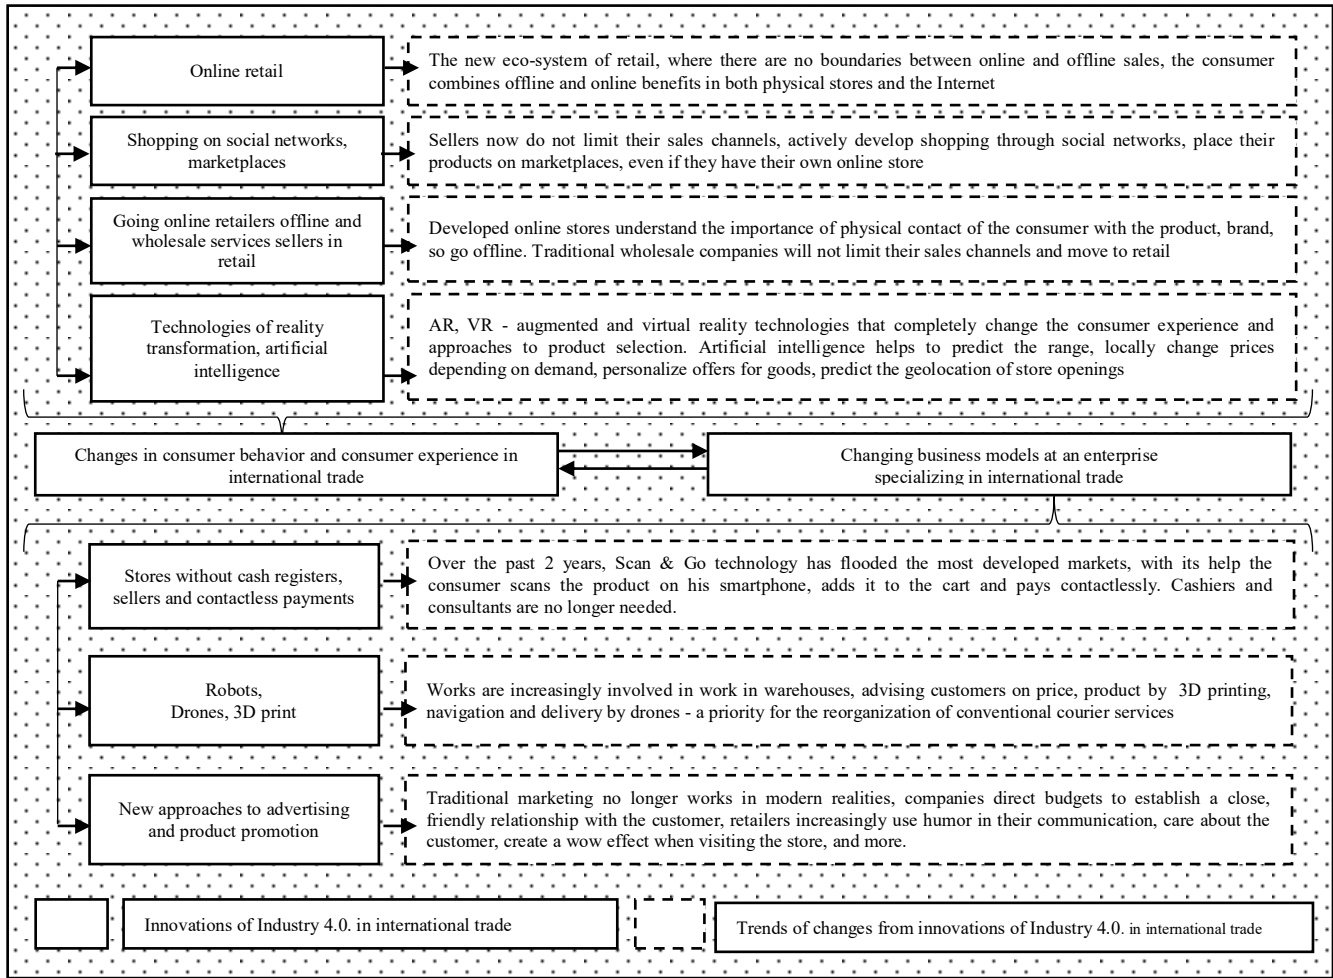 Online retail
The new eco-system of retail, where there are no boundaries between online and offline sales, the consumer
combines offline and online benefits in both physical stores and the Internet
Shopping on social networks,
marketplaces
Sellers now do not limit their sales channels, actively develop shopping through social networks, place their
products on marketplaces, even if they have their own online store
Going online retailers offline and
wholesale services sellers in
retail
Developed online stores understand the importance of physical contact of the consumer with the product, brand,
so go offline. Traditional wholesale companies will not limit their sales channels and move to retail
Technologies of reality
transformation, artificial
intelligence
AR, VR - augmented and virtual reality technologies that completely change the consumer experience and
approaches to product selection. Artificial intelligence helps to predict the range, locally change prices
depending on demand, personalize offers for goods, predict the geolocation of store openings
Changes in consumer behavior and consumer experience in
international trade
Changing business models at an enterprise
specializing in international trade
Stores without cash registers,
sellers and contactless payments
Over the past 2 years, Scan & Go technology has flooded the most developed markets, with its help the
consumer scans the product on his smartphone, adds it to the cart and pays contactlessly. Cashiers and
consultants are no longer needed.
Robots,
Drones, 3D print
Works are increasingly involved in work in warehouses, advising customers on price, product by 3D printing,
navigation and delivery by drones - a priority for the reorganization of conventional courier services
New approaches to advertising
and product promotion
Traditional marketing no longer works in modern realities, companies direct budgets to establish a close,
friendly relationship with the customer, retailers increasingly use humor in their communication, care about the
customer, create a wow effect when visiting the store, and more.
Innovations of Industry 4.0. in international trade
Trends of changes from innovations of Industry 4.0. in international trade